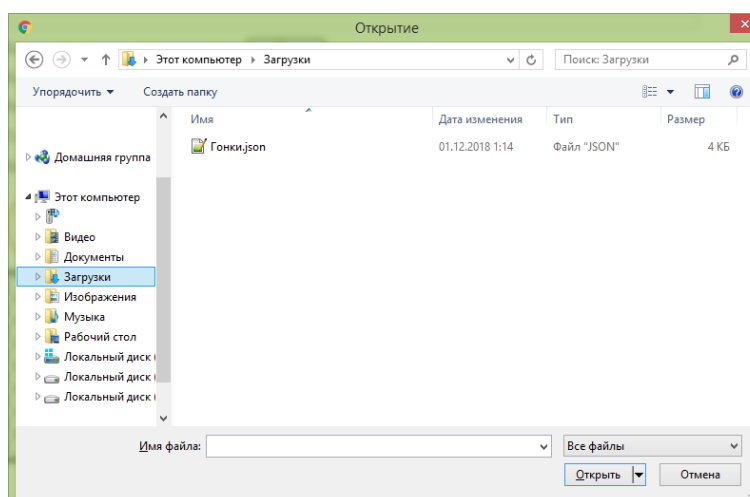 Открытие
Этот компьютер Загрузки
Поиск: Загрузки
Упорядочить Создать папку
Имя Дата изменения Тип Размер
Гонки.json 01.12.2018 1:14 Файл "JSON" 4 КБ
Домашняя группа
Этот компьютер
Видео
Документы
Загрузки
Изображения
Музыка
Рабочий стол
Локальный диск (
Локальный диск (
Локальный диск (
Имя файла: Все файлы
Открыть Отмена